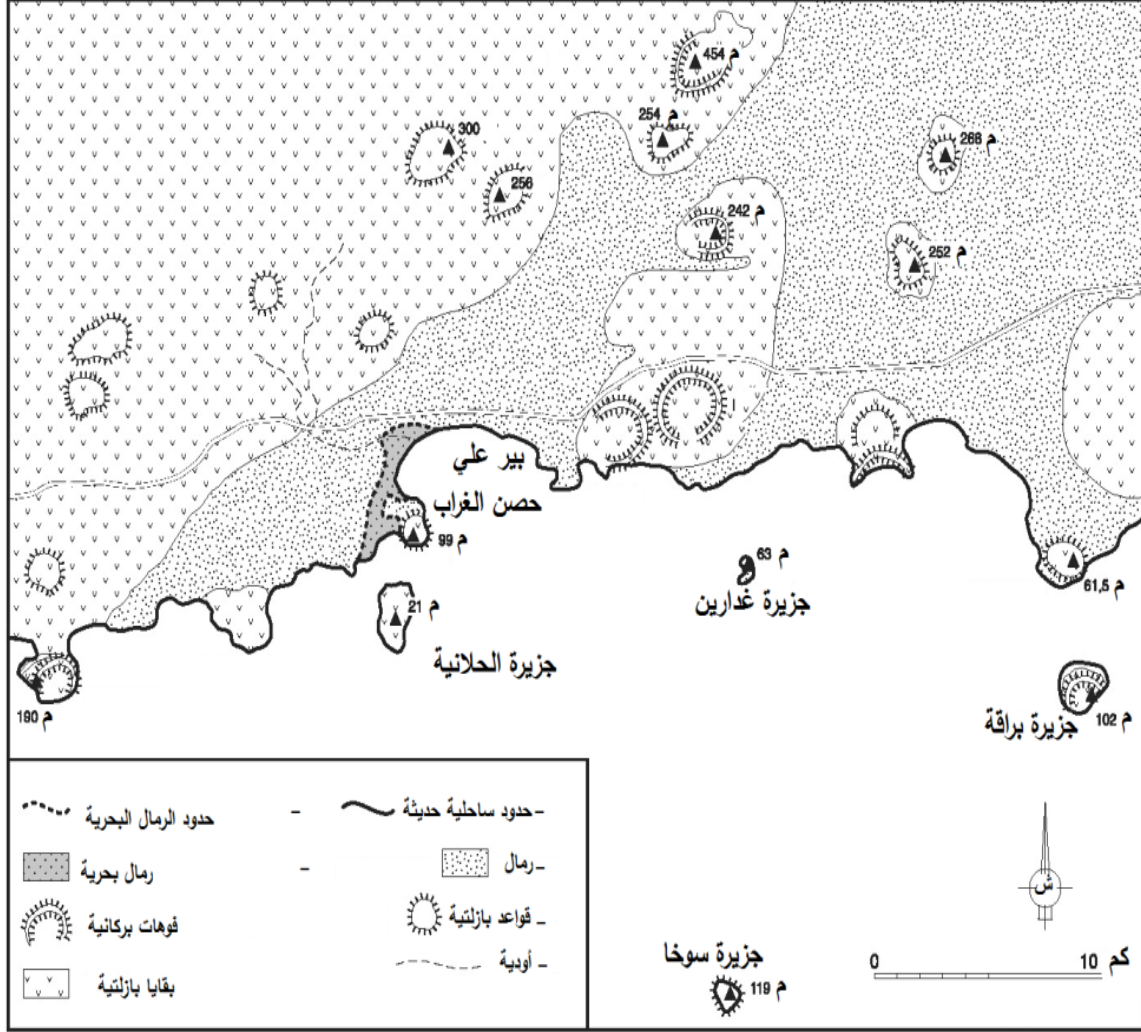 454 م
254 م
300
256
266 م
242 م
252 م
بير علي
حصن الغراب
99 م
63 م
جزيرة غدارين
61,5 م
21 م
جزيرة الحلانية
190 م
102 م
جزيرة براقة
- حدود ساحلية حديثة
- حدود الرمال البحرية
- رمال
- رمال بحرية
- قواعد بازلتية
فوهات بركانية
- أودية
بقايا بازلتية
ش
0 10 كم
جزيرة سوخا
119 م